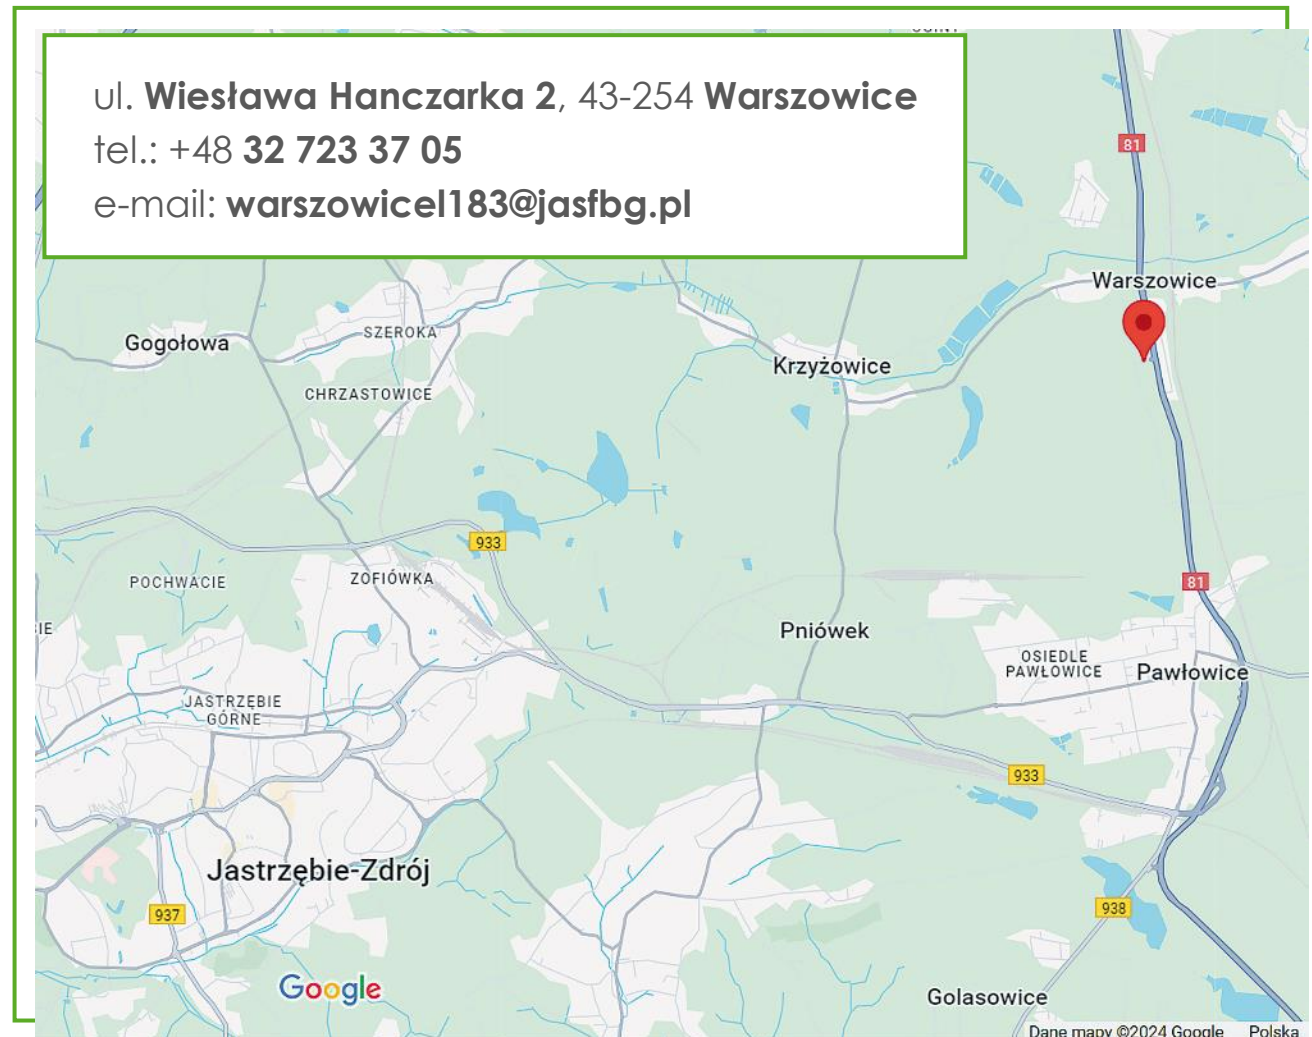 ul. Wiesława Hanczarka 2, 43-254 Warszowice
tel.: +48 32 723 37 05
e-mail: warszowicel183@jasfbg.pl
81
Warszowice
Gogołowa
SZEROKA
Krzyżowice
CHRZASTOWICE
933
POCHWACIE
ZOFIÓWKA
81
IE
Pniówek
OSIEDLE
PAWŁOWICE
Pawłowice
JASTRZĘBIE
GÓRNE
933
Jastrzębie-Zdrój
937
938
Google
Golasowice
Dane mapy ©2024 Google Polska